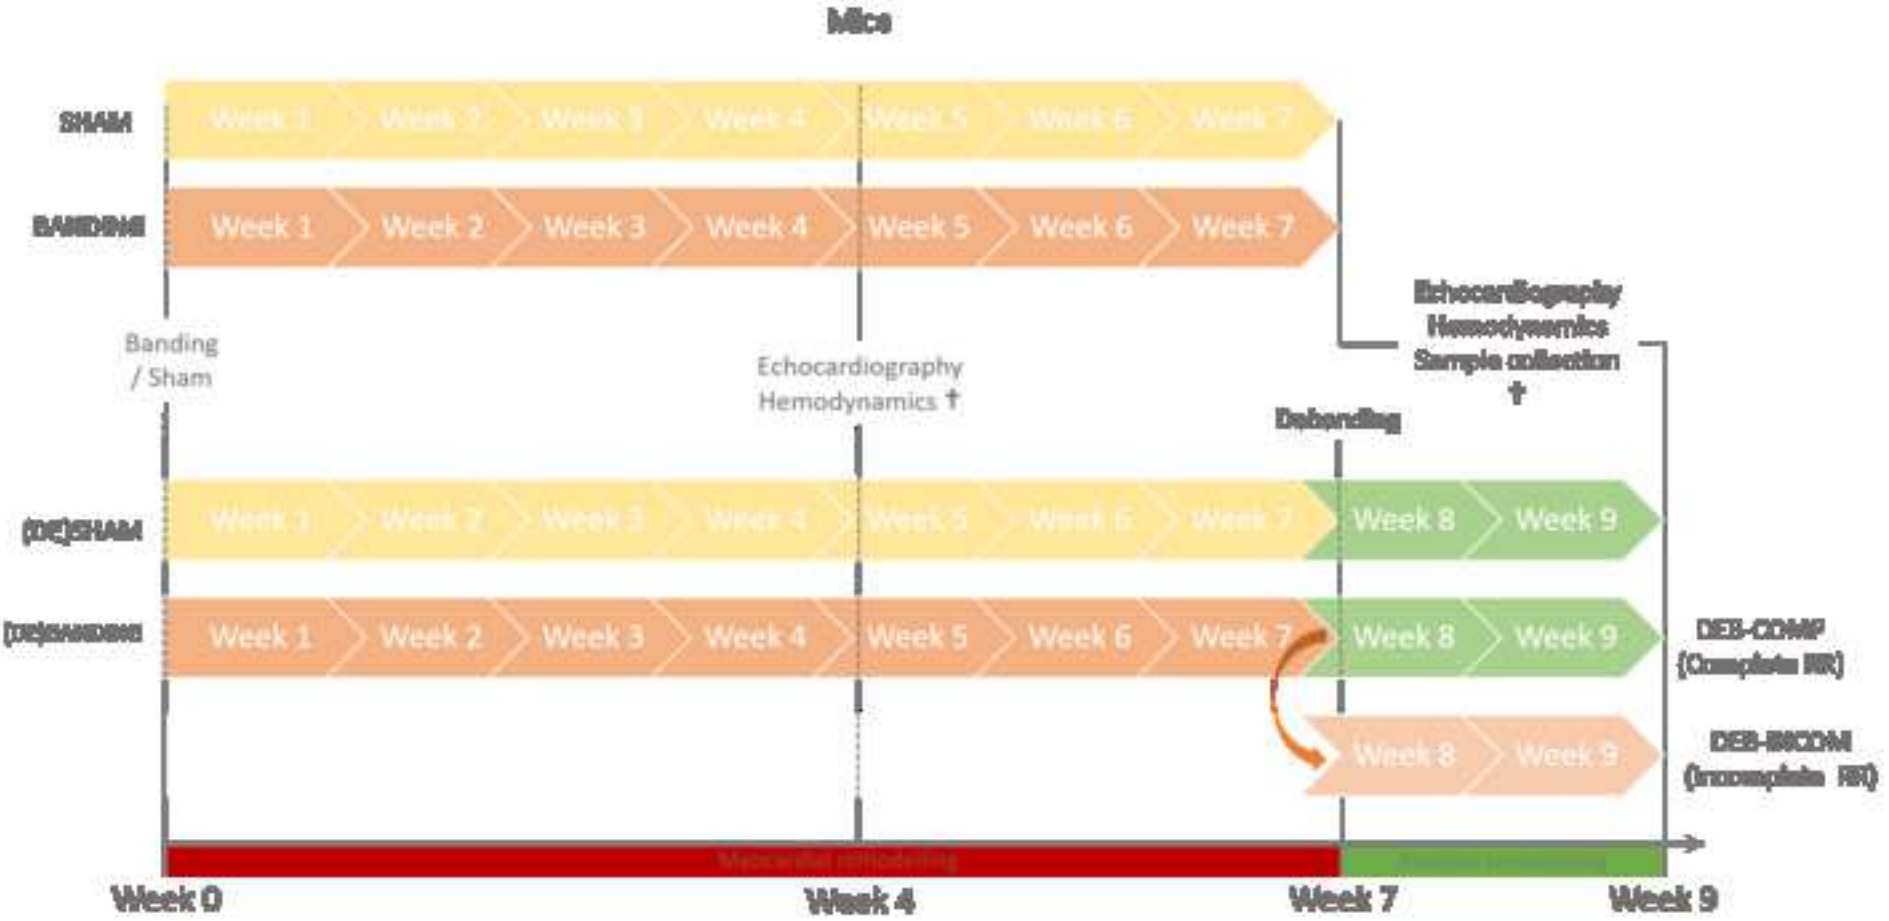 Mice
SHAM
Week 1 Week 2 Week 3 Week 4 Week 5 Week 6 Week 7
BANDING
Week 1 Week 2 Week 3 Week 4 Week 5 Week 6 Week 7
Banding
/ Sham
Echocardiography
Hemodynamics †
Echocardiography
Hemodynamics
Sample collection
†
Debanding
(DE)SHAM
Week 1 Week 2 Week 3 Week 4 Week 5 Week 6 Week 7 Week 8 Week 9
(DE)BANDING
Week 1 Week 2 Week 3 Week 4 Week 5 Week 6 Week 7 Week 8 Week 9
DEB-COMP
(Complete RR)
Week 8 Week 9
DEB-INCOM
(Incomplete RR)
Myocardial remodelling
Week 0 Week 4 Week 7 Week 9